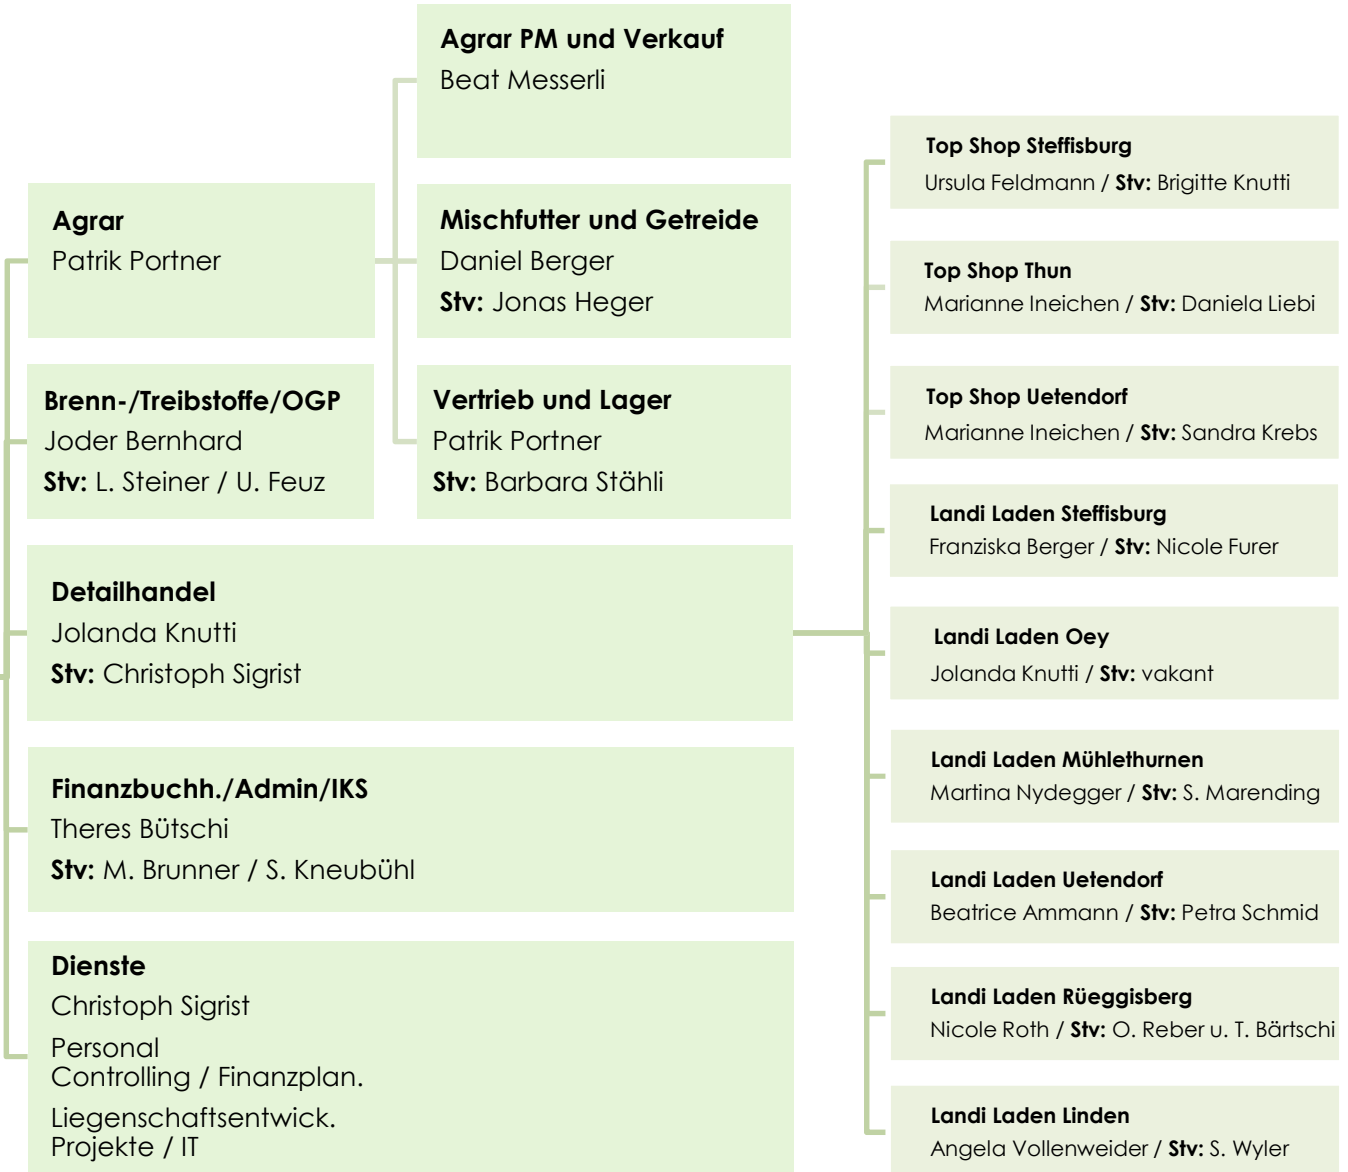 Agrar PM und Verkauf
Beat Messerli
Agrar
Patrik Portner
Mischfutter und Getreide
Daniel Berger
Stv: Jonas Heger
Brenn-/Treibstoffe/OGP
Joder Bernhard
Stv: L. Steiner / U. Feuz
Vertrieb und Lager
Patrik Portner
Stv: Barbara Stähli
Detailhandel
Jolanda Knutti
Stv: Christoph Sigrist
Finanzbuchh./Admin/IKS
Theres Bütschi
Stv: M. Brunner / S. Kneubühl
Dienste
Christoph Sigrist
Personal
Controlling / Finanzplan.
Liegenschaftsentwick.
Projekte / IT
Top Shop Steffisburg
Ursula Feldmann / Stv: Brigitte Knutti
Top Shop Thun
Marianne Ineichen / Stv: Daniela Liebi
Top Shop Uetendorf
Marianne Ineichen / Stv: Sandra Krebs
Landi Laden Steffisburg
Franziska Berger / Stv: Nicole Furer
Landi Laden Oey
Jolanda Knutti / Stv: vakant
Landi Laden Mühlethurnen
Martina Nydegger / Stv: S. Marending
Landi Laden Uetendorf
Beatrice Ammann / Stv: Petra Schmid
Landi Laden Rüeggisberg
Nicole Roth / Stv: O. Reber u. T. Bärtschi
Landi Laden Linden
Angela Vollenweider / Stv: S. Wyler